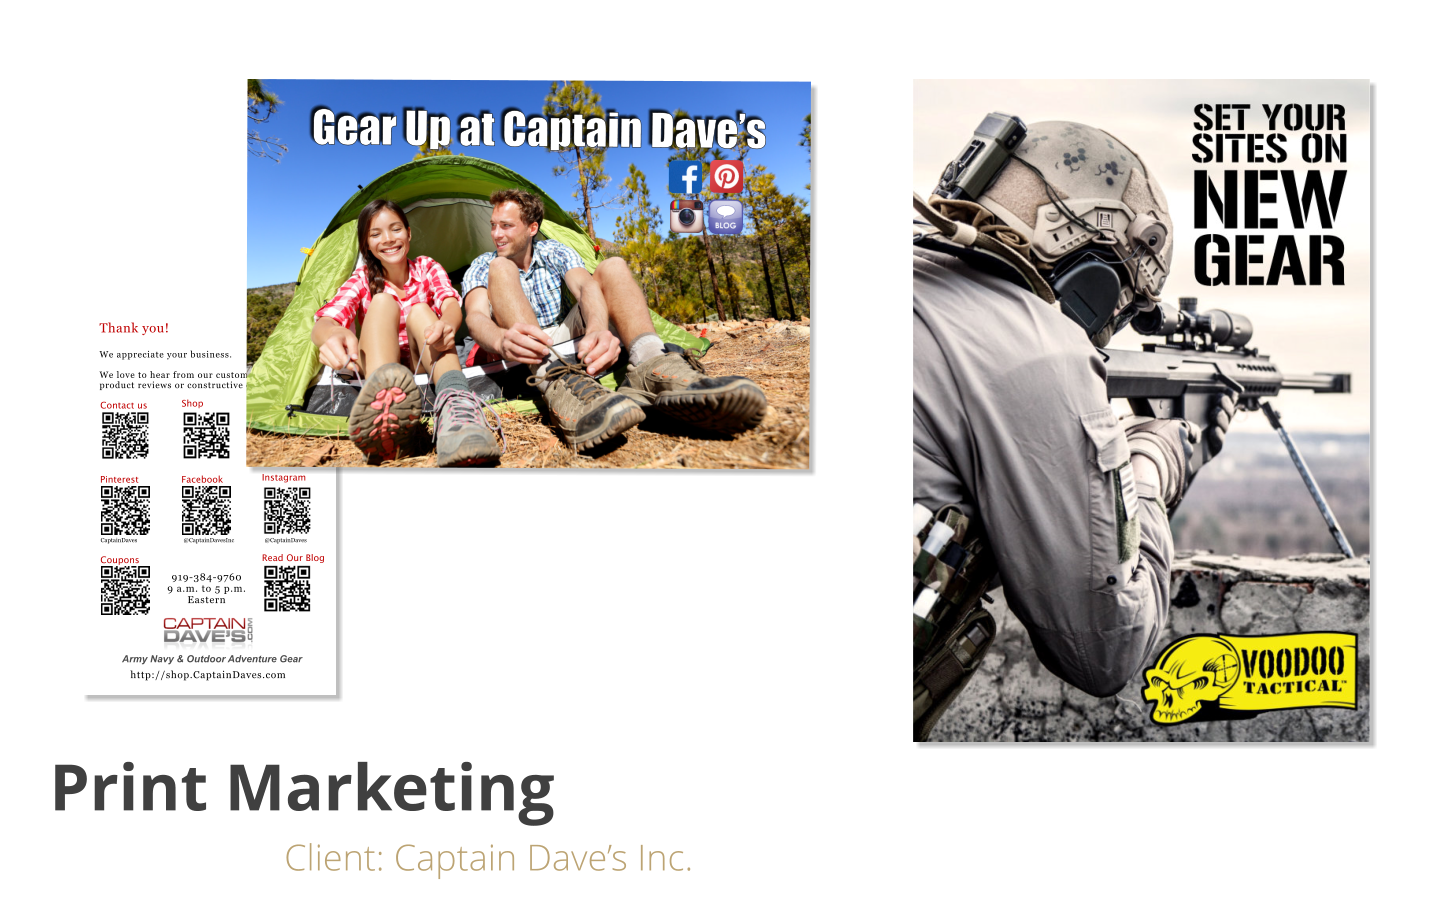 Gear Up at Captain Dave's
BLOG
SET YOUR
SITES ON
NEW
GEAR
Thank you!
We appreciate your business.
We love to hear from our custom
product reviews or constructive
Contact us
Shop
Pinterest
Facebook
Instagram
CaptainDaves
@CaptainDavesInc
@CaptainDaves
Coupons
Read Our Blog
919-384-9760
9 a.m. to 5 p.m.
Eastern
CAPTAIN
DAVE'S
.COM
Army Navy & Outdoor Adventure Gear
http://shop.CaptainDaves.com
VOODOO
TACTICAL™
Print Marketing
Client: Captain Dave's Inc.